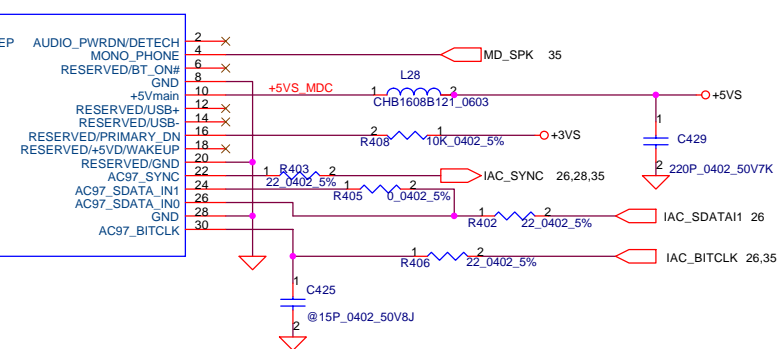 EP AUDIO_PWRDN/DETECH 2
MONO_PHONE 4 MD_SPK 35
RESERVED/BT_ON# 6
GND 8 L28
+5Vmain 10 +5VS_MDC 1 2 +5VS
CHB1608B121_0603
RESERVED/USB+ 12
RESERVED/USB- 14 1
RESERVED/PRIMARY_DN 16 2 1 +3VS C429
R408 10K_0402_5%
RESERVED/+5VD/WAKEUP 18
RESERVED/GND 20 2
R403 220P_0402_50V7K
AC97_SYNC 22 1 2 IAC_SYNC 26,28,35
22_0402_5%
AC97_SDATA_IN1 24 1 2
R405 0_0402_5%
AC97_SDATA_IN0 26
GND 28 1 2 IAC_SDATAI1 26
R402 22_0402_5%
AC97_BITCLK 30
1 2 IAC_BITCLK 26,35
R406 22_0402_5%
1
C425
@15P_0402_50V8J
2